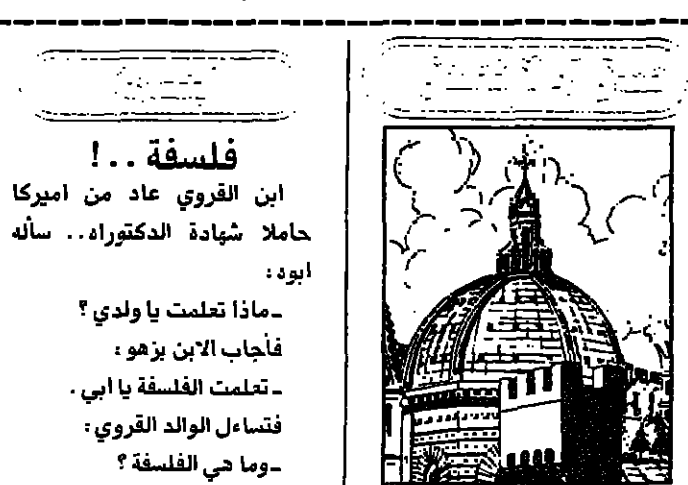 فلسفة . . !
ابن القروي عاد من اميركا
حاملا شهادة الدكتوراه . . سأله
ابوه :
ـ ماذا تعلمت يا ولدي ؟
فأجاب الابن بزهو :
ـ تعلمت الفلسفة يا أبي .
فتساءل الوالد القروي :
ـ وما هي الفلسفة ؟